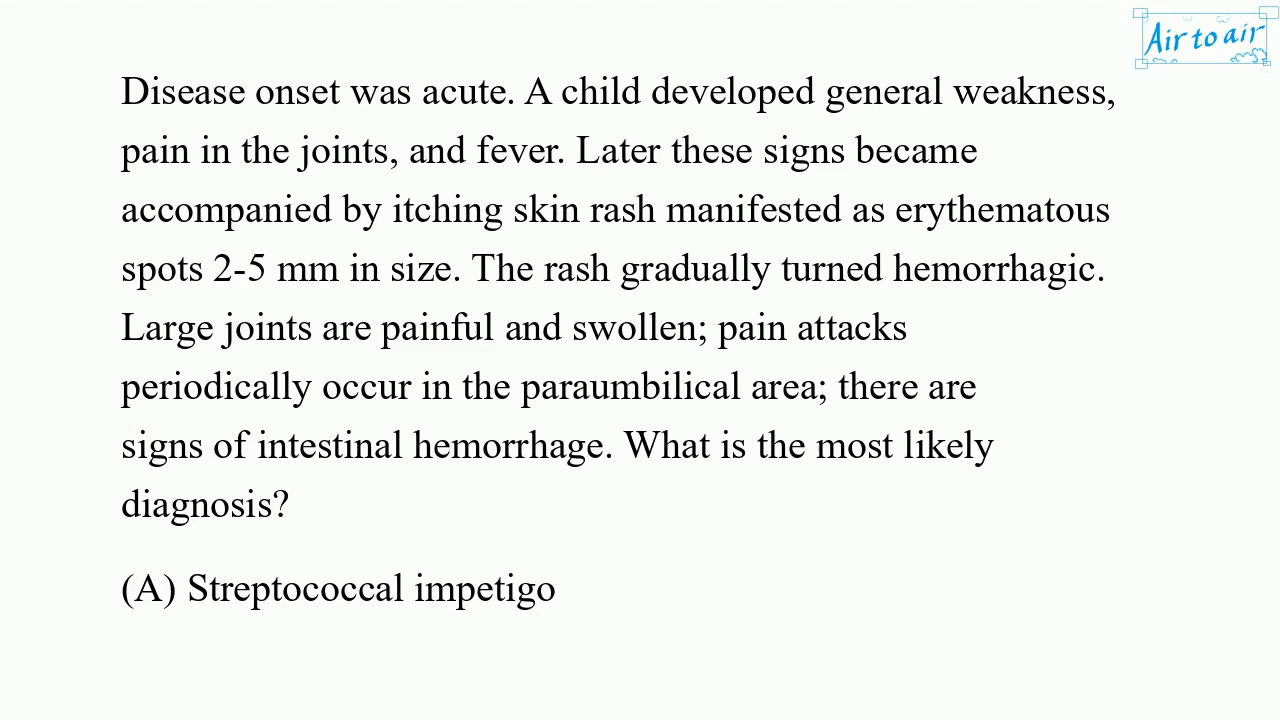 Air to air
Disease onset was acute. A child developed general weakness,
pain in the joints, and fever. Later these signs became
accompanied by itching skin rash manifested as erythematous
spots 2-5 mm in size. The rash gradually turned hemorrhagic.
Large joints are painful and swollen; pain attacks
periodically occur in the paraumbilical area; there are
signs of intestinal hemorrhage. What is the most likely
diagnosis?
(A) Streptococcal impetigo